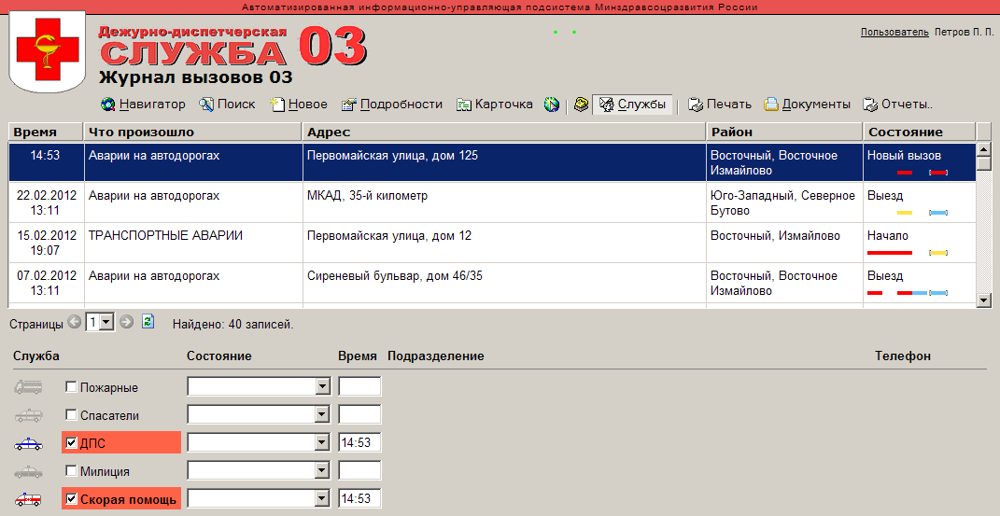 Автоматизированная информационно-управляющая подсистема Минздравсоцразвития России
Дежурно-диспетчерская
СЛУЖБА 03
Журнал вызовов 03
Пользователь Петров П. П.
Навигатор Поиск Новое Подробности Карточка Службы Печать Документы Отчеты..
Время Что произошло Адрес Район Состояние
14:53 Аварии на автодорогах Первомайская улица, дом 125 Восточный, Восточное Новый вызов
Измайлово
22.02.2012 Аварии на автодорогах МКАД, 35-й километр Юго-Западный, Северное Выезд
13:11 Бутово
15.02.2012 ТРАНСПОРТНЫЕ АВАРИИ Первомайская улица, дом 12 Восточный, Измайлово Начало
19:07
07.02.2012 Аварии на автодорогах Сиреневый бульвар, дом 46/35 Восточный, Восточное Выезд
13:11 Измайлово
Страницы 1 Найдено: 40 записей.
Служба Состояние Время Подразделение Телефон
Пожарные
Спасатели
ДПС 14:53
Милиция
Скорая помощь 14:53